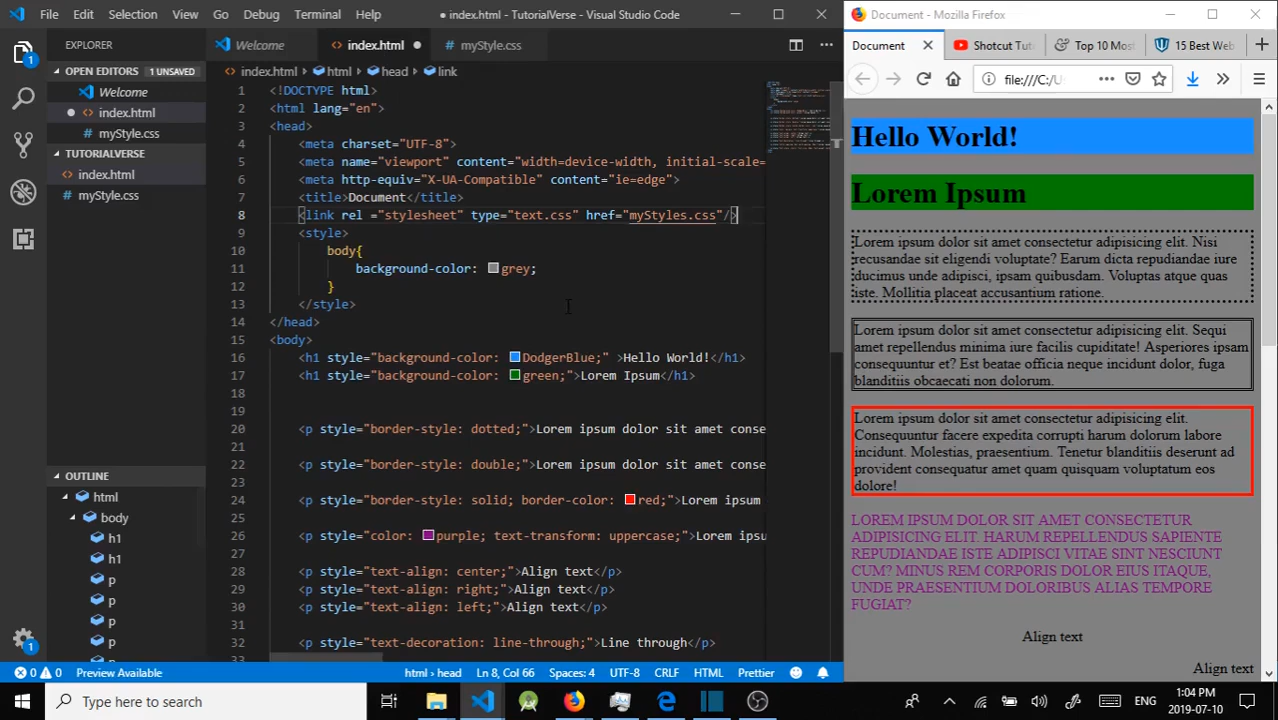 File Edit Selection View Go Debug Terminal Help
● index.html - TutorialVerse - Visual Studio Code
Document - Mozilla Firefox
EXPLORER
Welcome
index.html
myStyle.css
Document
Shotcut Tut
Top 10 Most
15 Best Web
OPEN EDITORS 1 UNSAVED
Welcome
index.html
myStyle.css
TUTORIALVERSE
index.html
myStyle.css
index.html > html > head > link
file:///C:/U
1 <!DOCTYPE html>
2 <html lang="en">
3 <head>
4 <meta charset="UTF-8">
5 <meta name="viewport" content="width=device-width, initial-scale=
6 <meta http-equiv="X-UA-Compatible" content="ie=edge">
7 <title>Document</title>
8 <link rel ="stylesheet" type="text.css" href="myStyles.css"/>
9 <style>
10 body{
11 background-color: grey;
12 }
13 </style>
14 </head>
15 <body>
16 <h1 style="background-color: DodgerBlue;" >Hello World!</h1>
17 <h1 style="background-color: green;">Lorem Ipsum</h1>
18
19
20 <p style="border-style: dotted;">Lorem ipsum dolor sit amet conse
21
22 <p style="border-style: double;">Lorem ipsum dolor sit amet conse
23
24 <p style="border-style: solid; border-color: red;">Lorem ipsum
25
26 <p style="color: purple; text-transform: uppercase;">Lorem ipsu
27
28 <p style="text-align: center;">Align text</p>
29 <p style="text-align: right;">Align text</p>
30 <p style="text-align: left;">Align text</p>
31
32 <p style="text-decoration: line-through;">Line through</p>
33
OUTLINE
html
body
h1
h1
p
p
p
p
p
Hello World!
Lorem Ipsum
Lorem ipsum dolor sit amet consectetur adipisicing elit. Nisi
recusandae sit eligendi voluptate? Earum dicta repudiandae iure
ducimus unde adipisci, ipsam quibusdam. Voluptas atque quas
iste. Mollitia placeat accusantium ratione.
Lorem ipsum dolor sit amet consectetur adipisicing elit. Sequi
amet repellendus minima iure facilis cupiditate! Asperiores ipsam
consequuntur et? Est beatae officia neque incidunt dolor, fuga
blanditiis obcaecati non dolorum.
Lorem ipsum dolor sit amet consectetur adipisicing elit.
Consequuntur facere expedita corrupti harum dolorum labore
incidunt. Molestias, praesentium. Tenetur blanditiis deserunt ad
provident consequatur amet quam quisquam voluptatum eos
dolore!
LOREM IPSUM DOLOR SIT AMET CONSECTETUR
ADIPISICING ELIT. HARUM REPELLENDUS SAPIENTE
REPUDIANDAE ISTE ADIPISCI VITAE SINT NESCIUNT
CUM? MINUS REM CORPORIS DOLOR EIUS ITAQUE,
UNDE PRAESENTIUM DOLORIBUS ALIAS TEMPORE
FUGIAT?
Align text
Align text
0 0 Preview Available
html > head Ln 8, Col 66 Spaces: 4 UTF-8 CRLF HTML Prettier 1
Type here to search
ENG
1:04 PM
2019-07-10